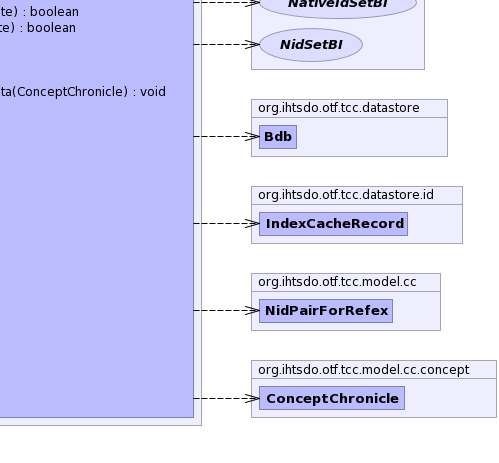 te) : boolean
te) : boolean
ta(ConceptChronicle) : void
NativeIdSetBI
NidSetBI
org.ihtsdo.otf.tcc.datastore
Bdb
org.ihtsdo.otf.tcc.datastore.id
IndexCacheRecord
org.ihtsdo.otf.tcc.model.cc
NidPairForRefex
org.ihtsdo.otf.tcc.model.cc.concept
ConceptChronicle